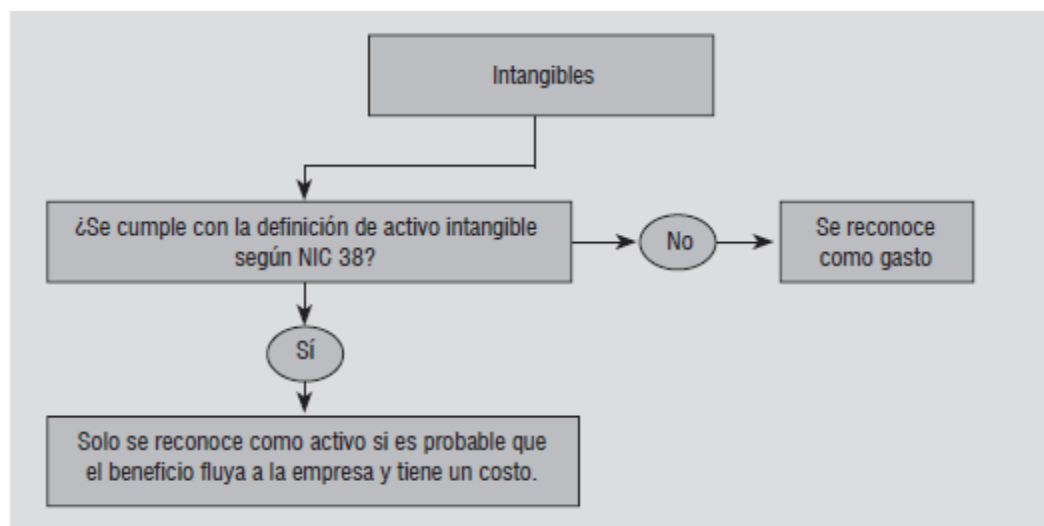 Intangibles
¿Se cumple con la definición de activo intangible
según NIC 38?
No
Se reconoce
como gasto
Sí
Solo se reconoce como activo si es probable que
el beneficio fluya a la empresa y tiene un costo.